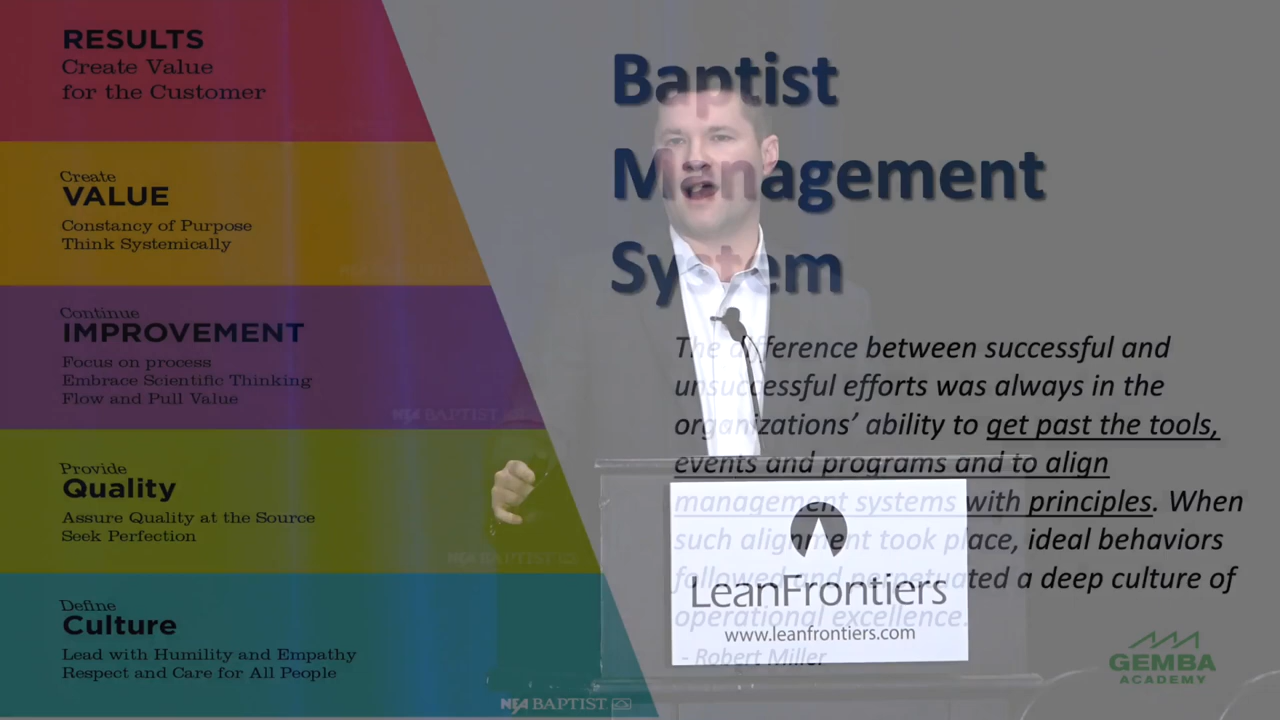 RESULTS
Create Value
for the Customer
Create
VALUE
Constancy of Purpose
Think Systemically
Continue
IMPROVEMENT
Focus on process
Embrace Scientific Thinking
Flow and Pull Value
Provide
Quality
Assure Quality at the Source
Seek Perfection
Define
Culture
Lead with Humility and Empathy
Respect and Care for All People
NEA BAPTIST
NEA BAPTIST
NEA BAPTIST
Baptist
Management
System
The difference between successful and
unsuccessful efforts was always in the
organizations’ ability to get past the tools,
events and programs and to align
management systems with principles. When
such alignment took place, ideal behaviors
followed and perpetuated a deep culture of
operational excellence.
- Robert Miller
LeanFrontiers
www.leanfrontiers.com
GEMBA
ACADEMY